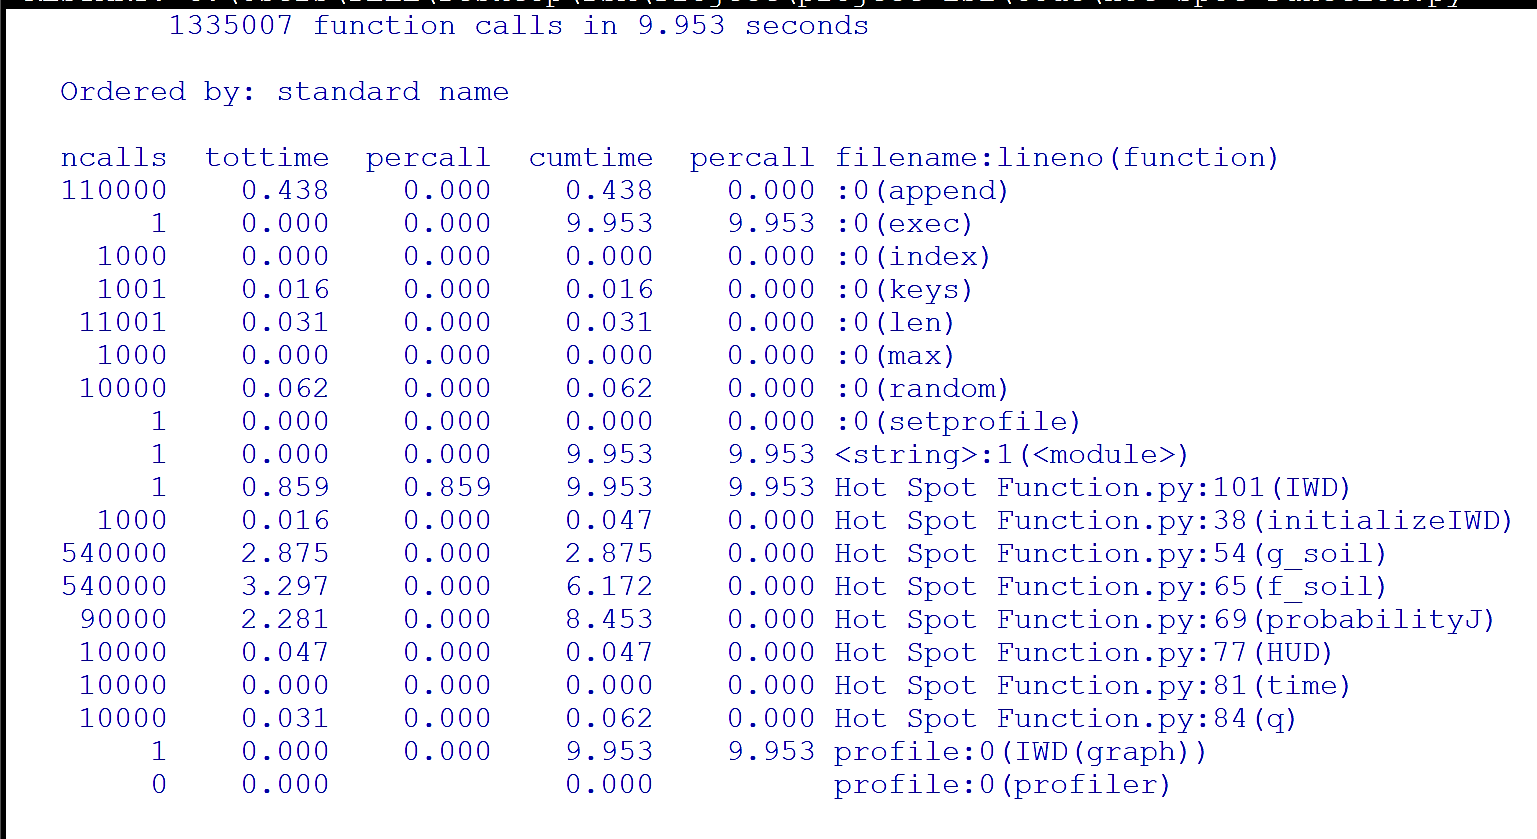 1335007 function calls in 9.953 seconds
Ordered by: standard name
ncalls tottime percall cumtime percall filename:lineno(function)
110000 0.438 0.000 0.438 0.000 :0(append)
1 0.000 0.000 9.953 9.953 :0(exec)
1000 0.000 0.000 0.000 0.000 :0(index)
1001 0.016 0.000 0.016 0.000 :0(keys)
11001 0.031 0.000 0.031 0.000 :0(len)
1000 0.000 0.000 0.000 0.000 :0(max)
10000 0.062 0.000 0.062 0.000 :0(random)
1 0.000 0.000 0.000 0.000 :0(setprofile)
1 0.000 0.000 9.953 9.953 <string>:1(<module>)
1 0.859 0.859 9.953 9.953 Hot Spot Function.py:101(IWD)
1000 0.016 0.000 0.047 0.000 Hot Spot Function.py:38(initializeIWD)
540000 2.875 0.000 2.875 0.000 Hot Spot Function.py:54(g_soil)
540000 3.297 0.000 6.172 0.000 Hot Spot Function.py:65(f_soil)
90000 2.281 0.000 8.453 0.000 Hot Spot Function.py:69(probabilityJ)
10000 0.047 0.000 0.047 0.000 Hot Spot Function.py:77(HUD)
10000 0.000 0.000 0.000 0.000 Hot Spot Function.py:81(time)
10000 0.031 0.000 0.062 0.000 Hot Spot Function.py:84(q)
1 0.000 0.000 9.953 9.953 profile:0(IWD(graph))
0 0.000 0.000 profile:0(profiler)